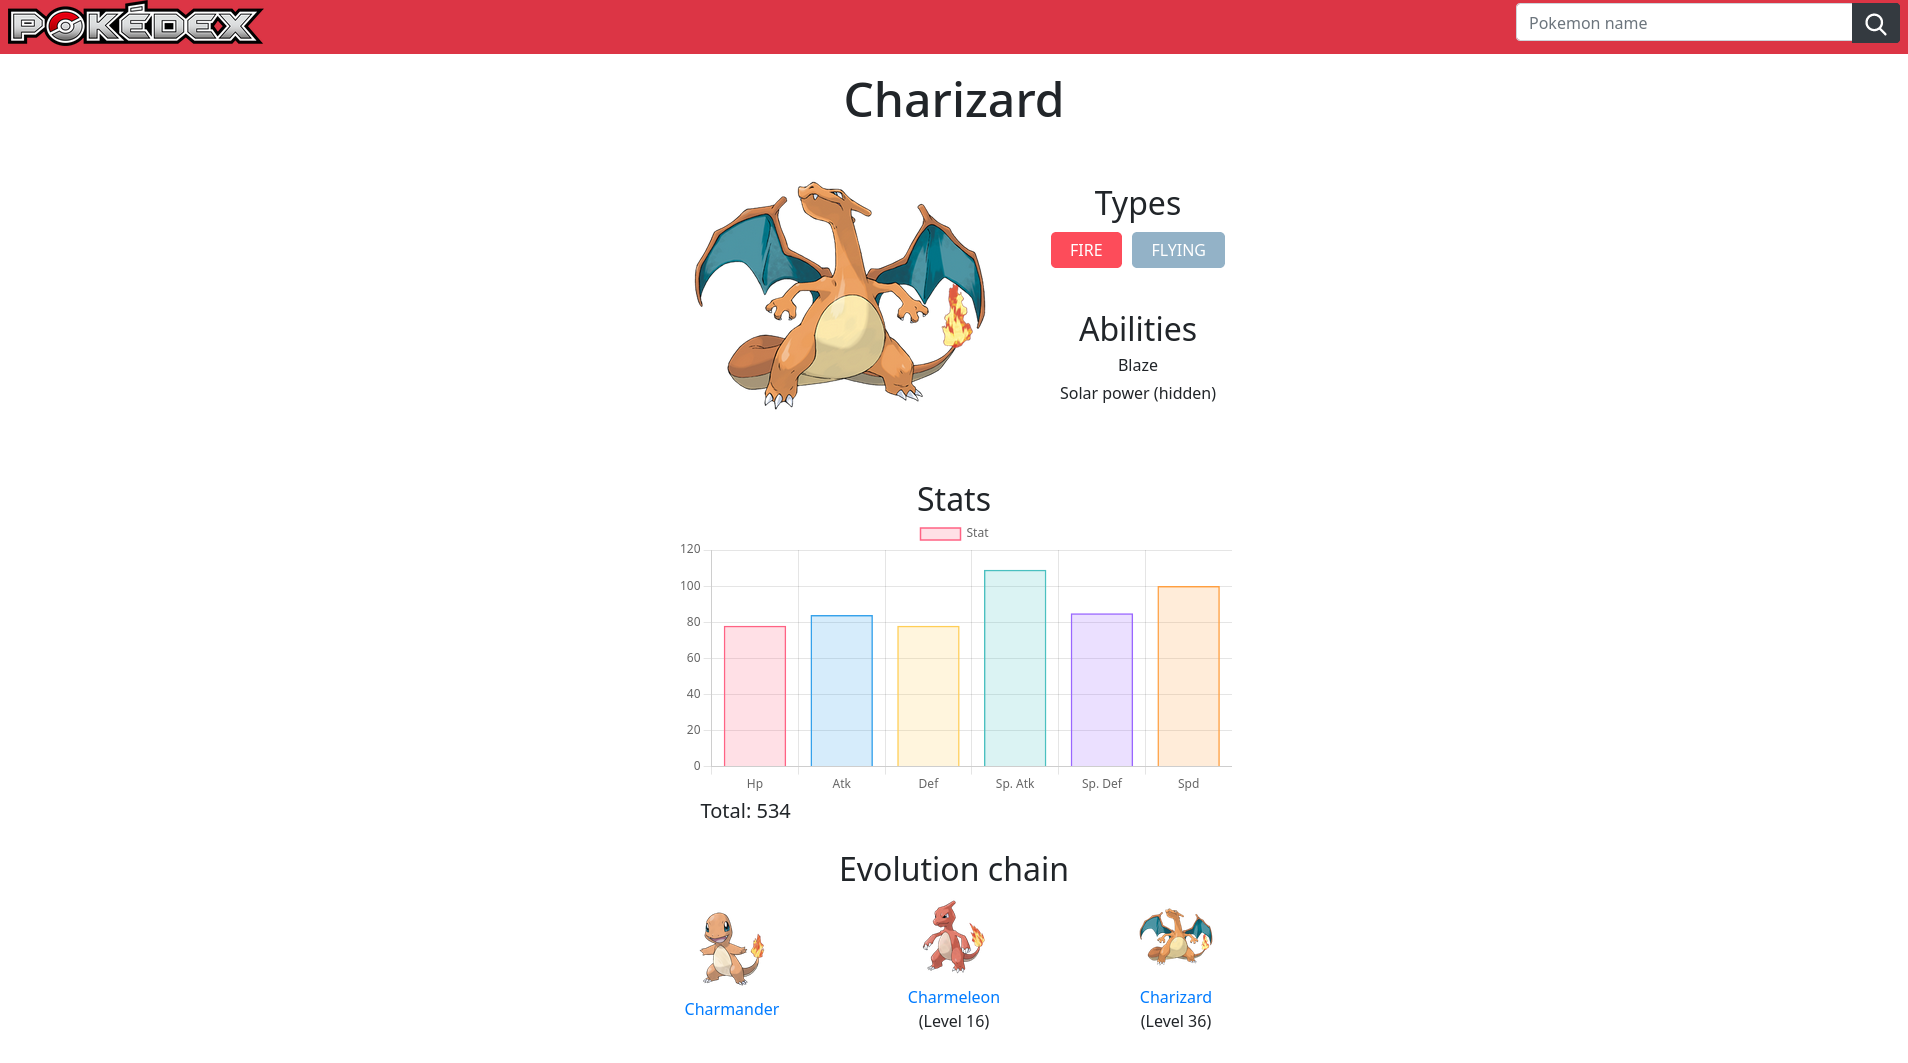 POKÉDEX
Pokemon name
Charizard
Types
FIRE FLYING
Abilities
Blaze
Solar power (hidden)
Stats
Stat
120
100
80
60
40
20
0
Hp Atk Def Sp. Atk Sp. Def Spd
Total: 534
Evolution chain
Charmander
Charmeleon
(Level 16)
Charizard
(Level 36)